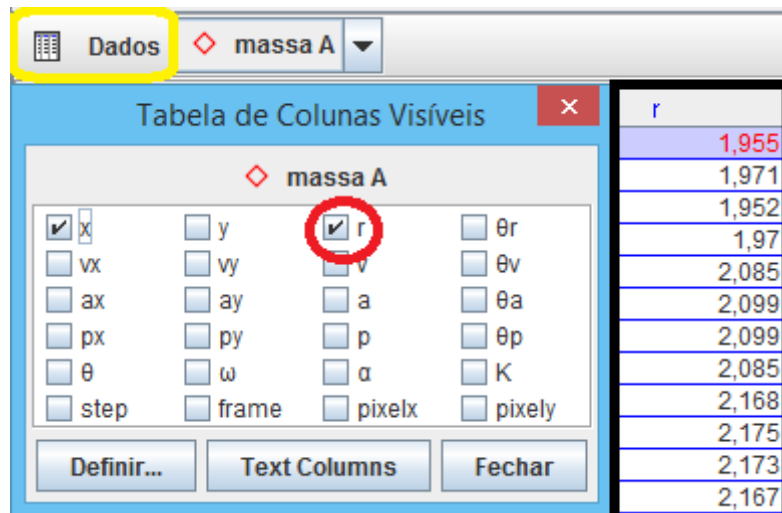 Dados massa A
Tabela de Colunas Visíveis
massa A
x y r θr
vx vy v θv
ax ay a θa
px py p θp
θ ω α K
step frame pixelx pixely
Definir... Text Columns Fechar
r
1,955
1,971
1,952
1,97
2,085
2,099
2,099
2,085
2,168
2,175
2,173
2,167